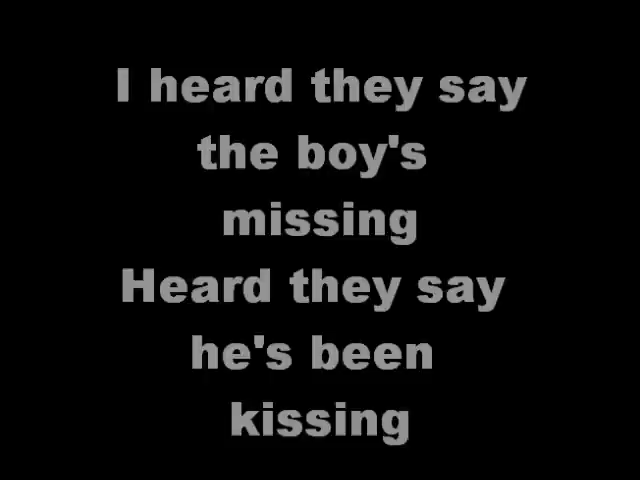 I heard they say
the boy's
missing
Heard they say
he's been
kissing